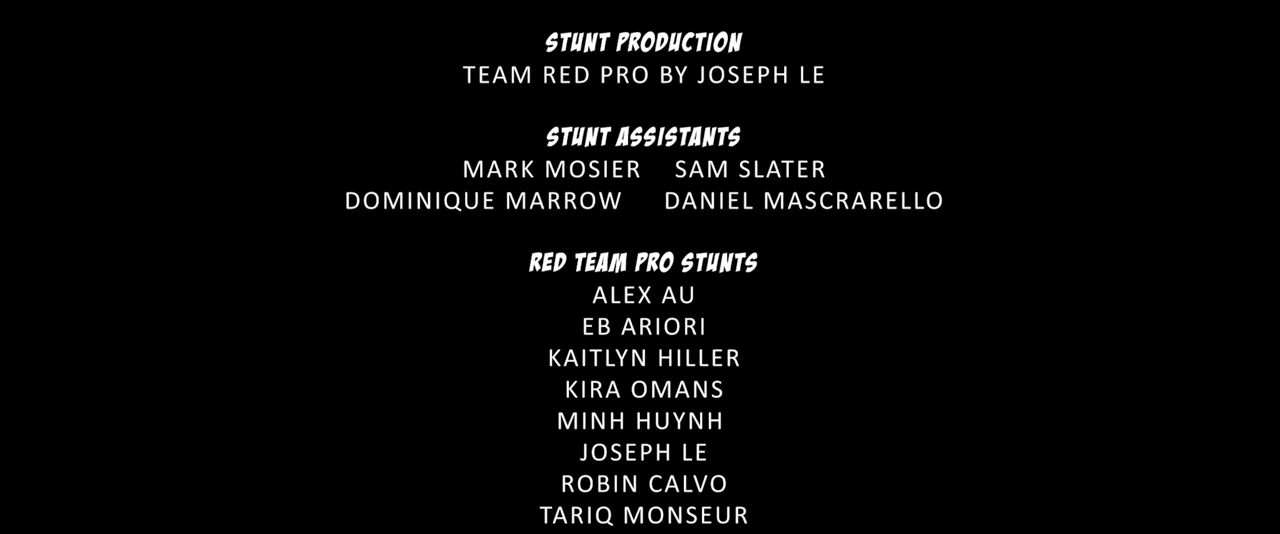 STUNT PRODUCTION
TEAM RED PRO BY JOSEPH LE
STUNT ASSISTANTS
MARK MOSIER SAM SLATER
DOMINIQUE MARROW DANIEL MASCRARELLO
RED TEAM PRO STUNTS
ALEX AU
EB ARIORI
KAITLYN HILLER
KIRA OMANS
MINH HUYNH
JOSEPH LE
ROBIN CALVO
TARIQ MONSEUR